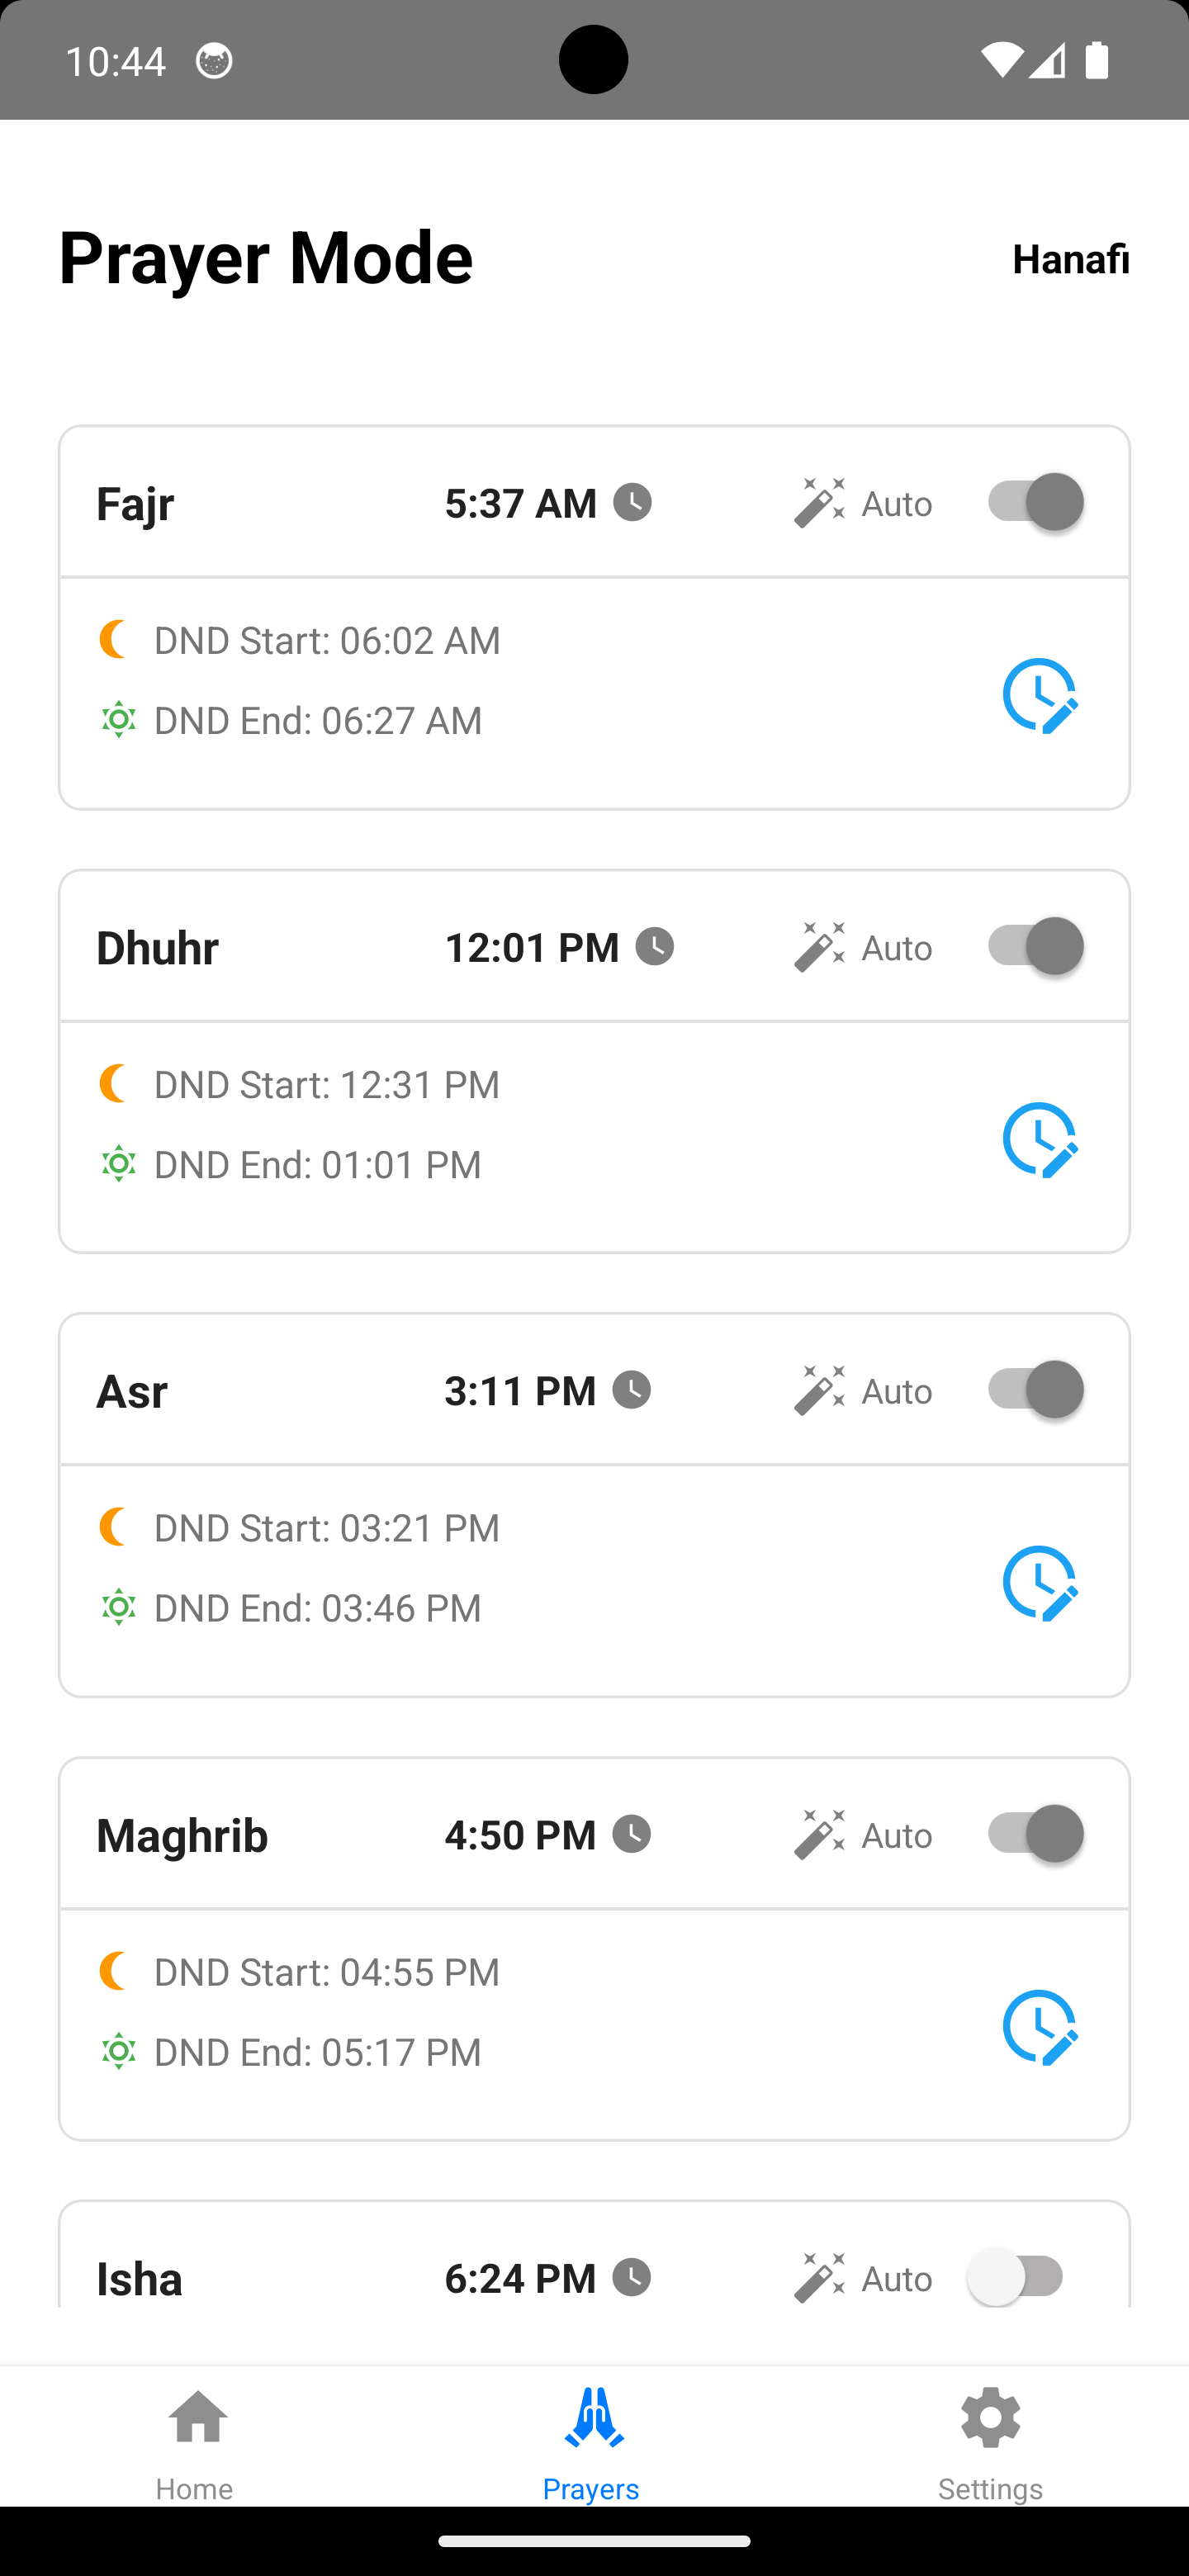 10:44
Prayer Mode
Hanafi
Fajr 5:37 AM Auto
DND Start: 06:02 AM
DND End: 06:27 AM
Dhuhr 12:01 PM Auto
DND Start: 12:31 PM
DND End: 01:01 PM
Asr 3:11 PM Auto
DND Start: 03:21 PM
DND End: 03:46 PM
Maghrib 4:50 PM Auto
DND Start: 04:55 PM
DND End: 05:17 PM
Isha 6:24 PM Auto
Home Prayers Settings